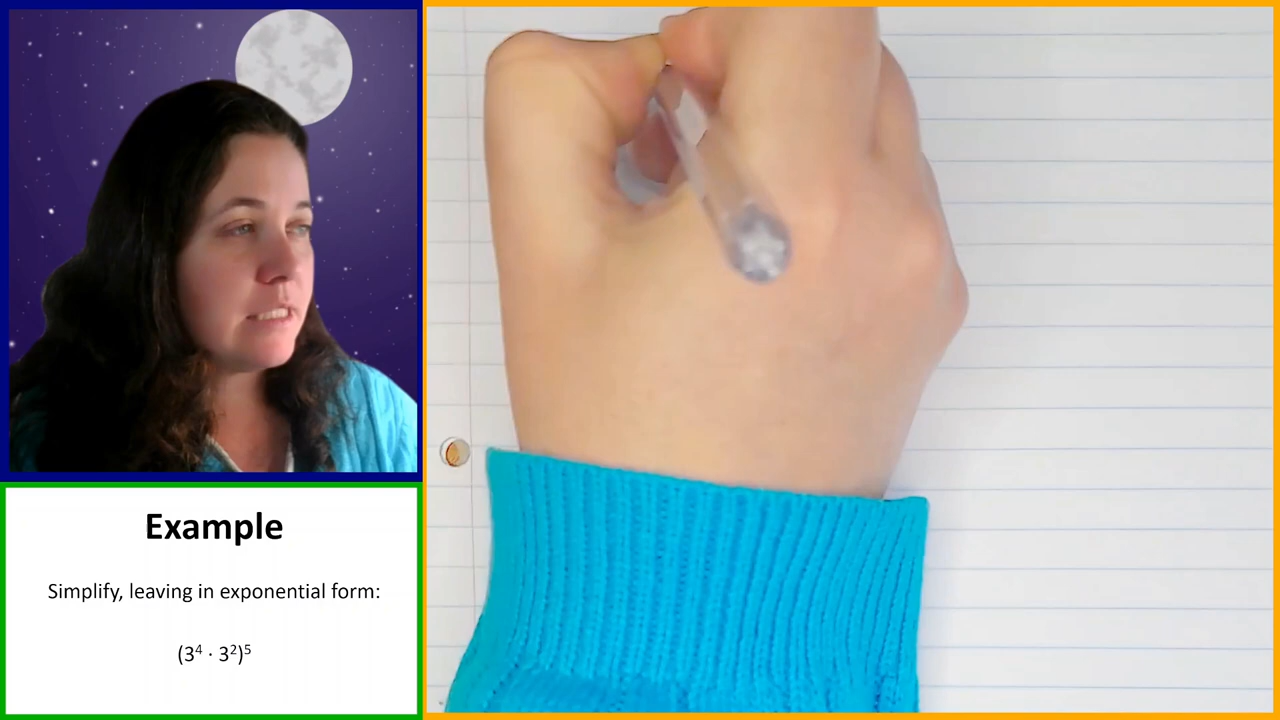 Example
Simplify, leaving in exponential form:
(3⁴ · 3²)⁵